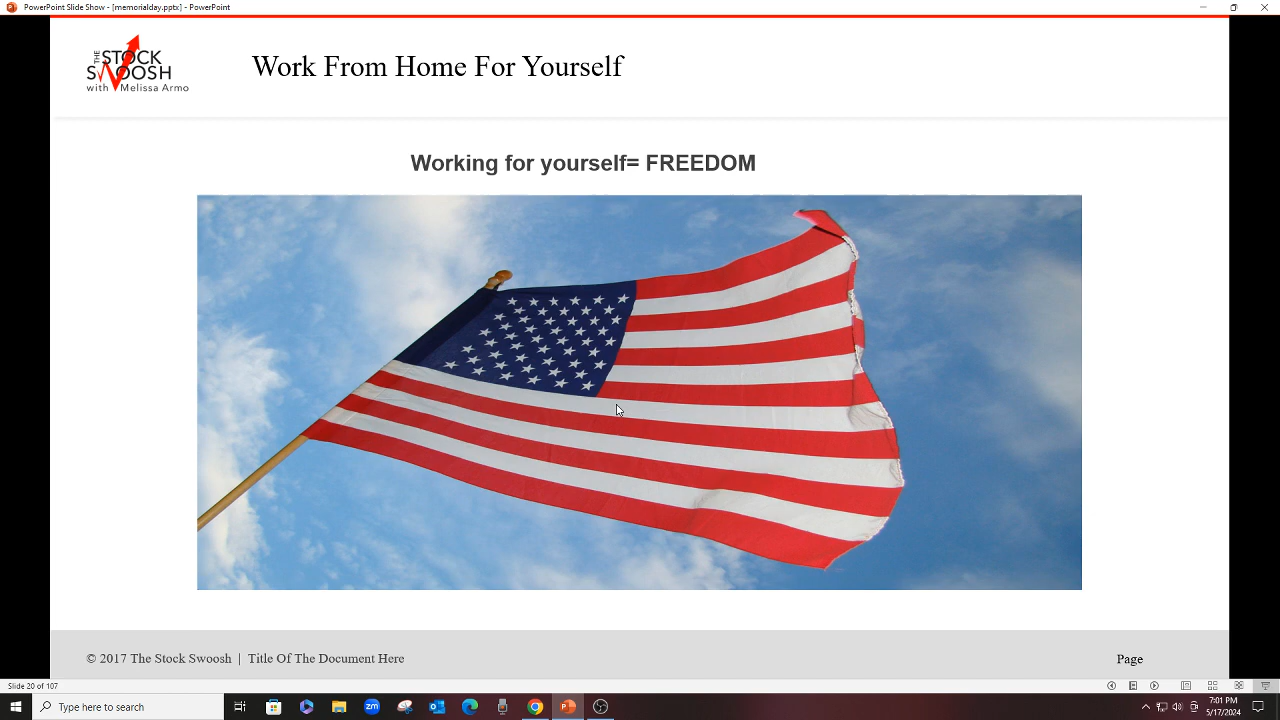 PowerPoint Slide Show - [memorialday.pptx] - PowerPoint
THE STOCK
SWOOSH
with Melissa Armo
Work From Home For Yourself
Working for yourself= FREEDOM
© 2017 The Stock Swoosh | Title Of The Document Here
Page
Slide 20 of 107
Type here to search
zm
7:01 PM
5/17/2024